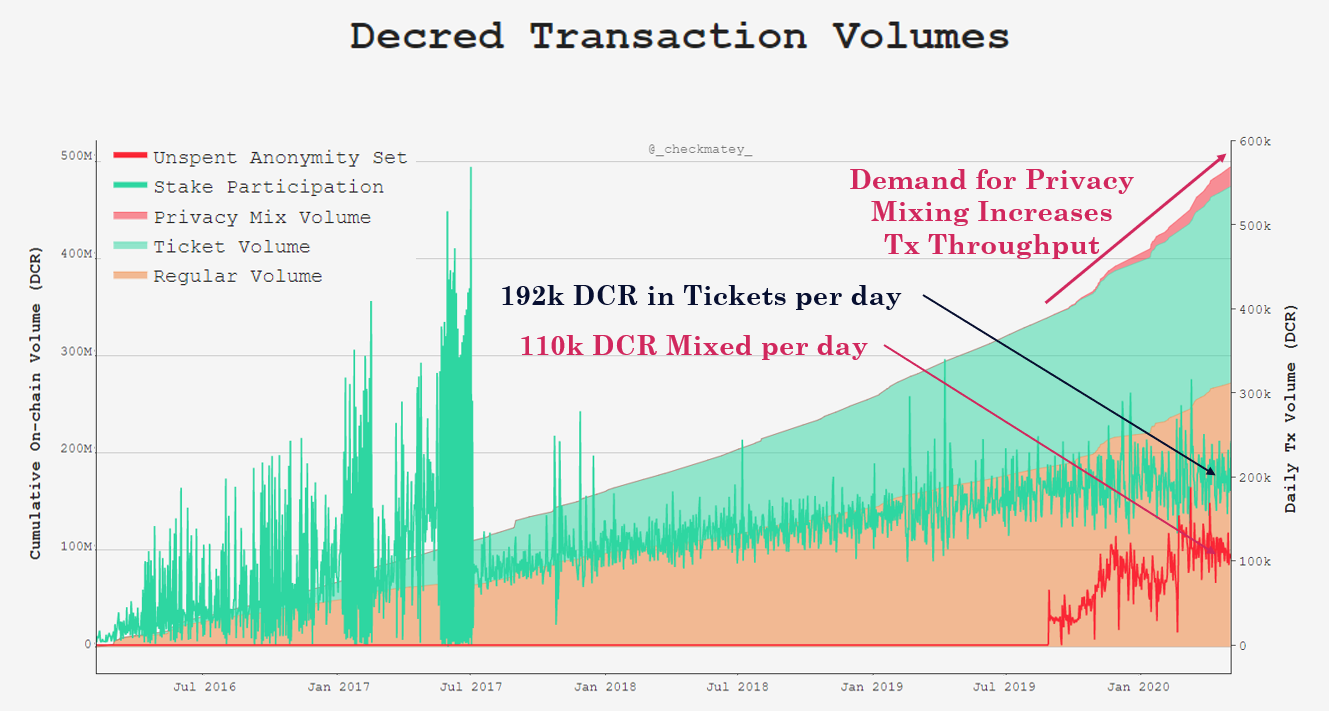 Decred Transaction Volumes
@_checkmatey_
Unspent Anonymity Set
Stake Participation
Privacy Mix Volume
Ticket Volume
Regular Volume
Demand for Privacy
Mixing Increases
Tx Throughput
192k DCR in Tickets per day
110k DCR Mixed per day
Cumulative On-chain Volume (DCR)
500M
400M
300M
200M
100M
0
Daily Tx Volume (DCR)
600k
500k
400k
300k
200k
100k
0
Jul 2016
Jan 2017
Jul 2017
Jan 2018
Jul 2018
Jan 2019
Jul 2019
Jan 2020